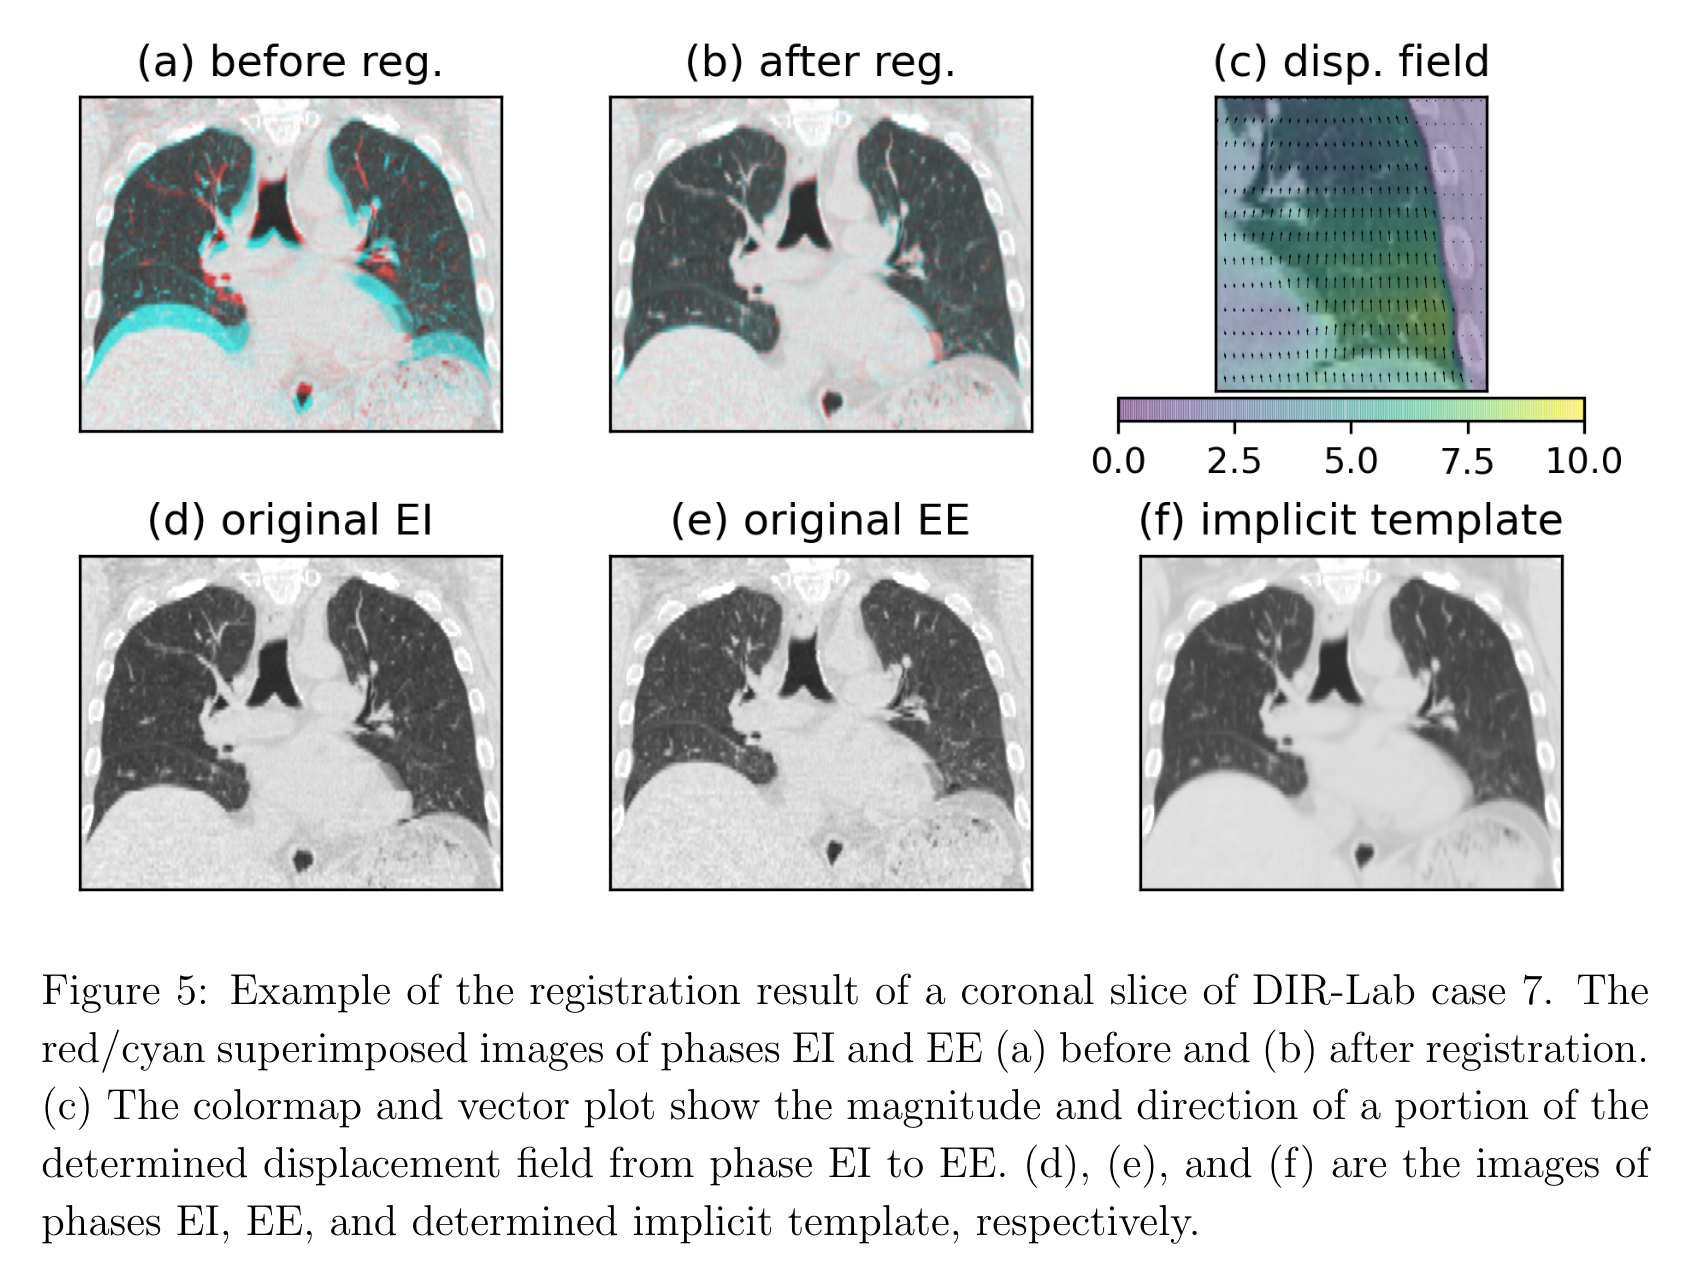 (a) before reg.
(b) after reg.
(c) disp. field
0.0 2.5 5.0 7.5 10.0
(d) original EI
(e) original EE
(f) implicit template
Figure 5: Example of the registration result of a coronal slice of DIR-Lab case 7. The
red/cyan superimposed images of phases EI and EE (a) before and (b) after registration.
(c) The colormap and vector plot show the magnitude and direction of a portion of the
determined displacement field from phase EI to EE. (d), (e), and (f) are the images of
phases EI, EE, and determined implicit template, respectively.